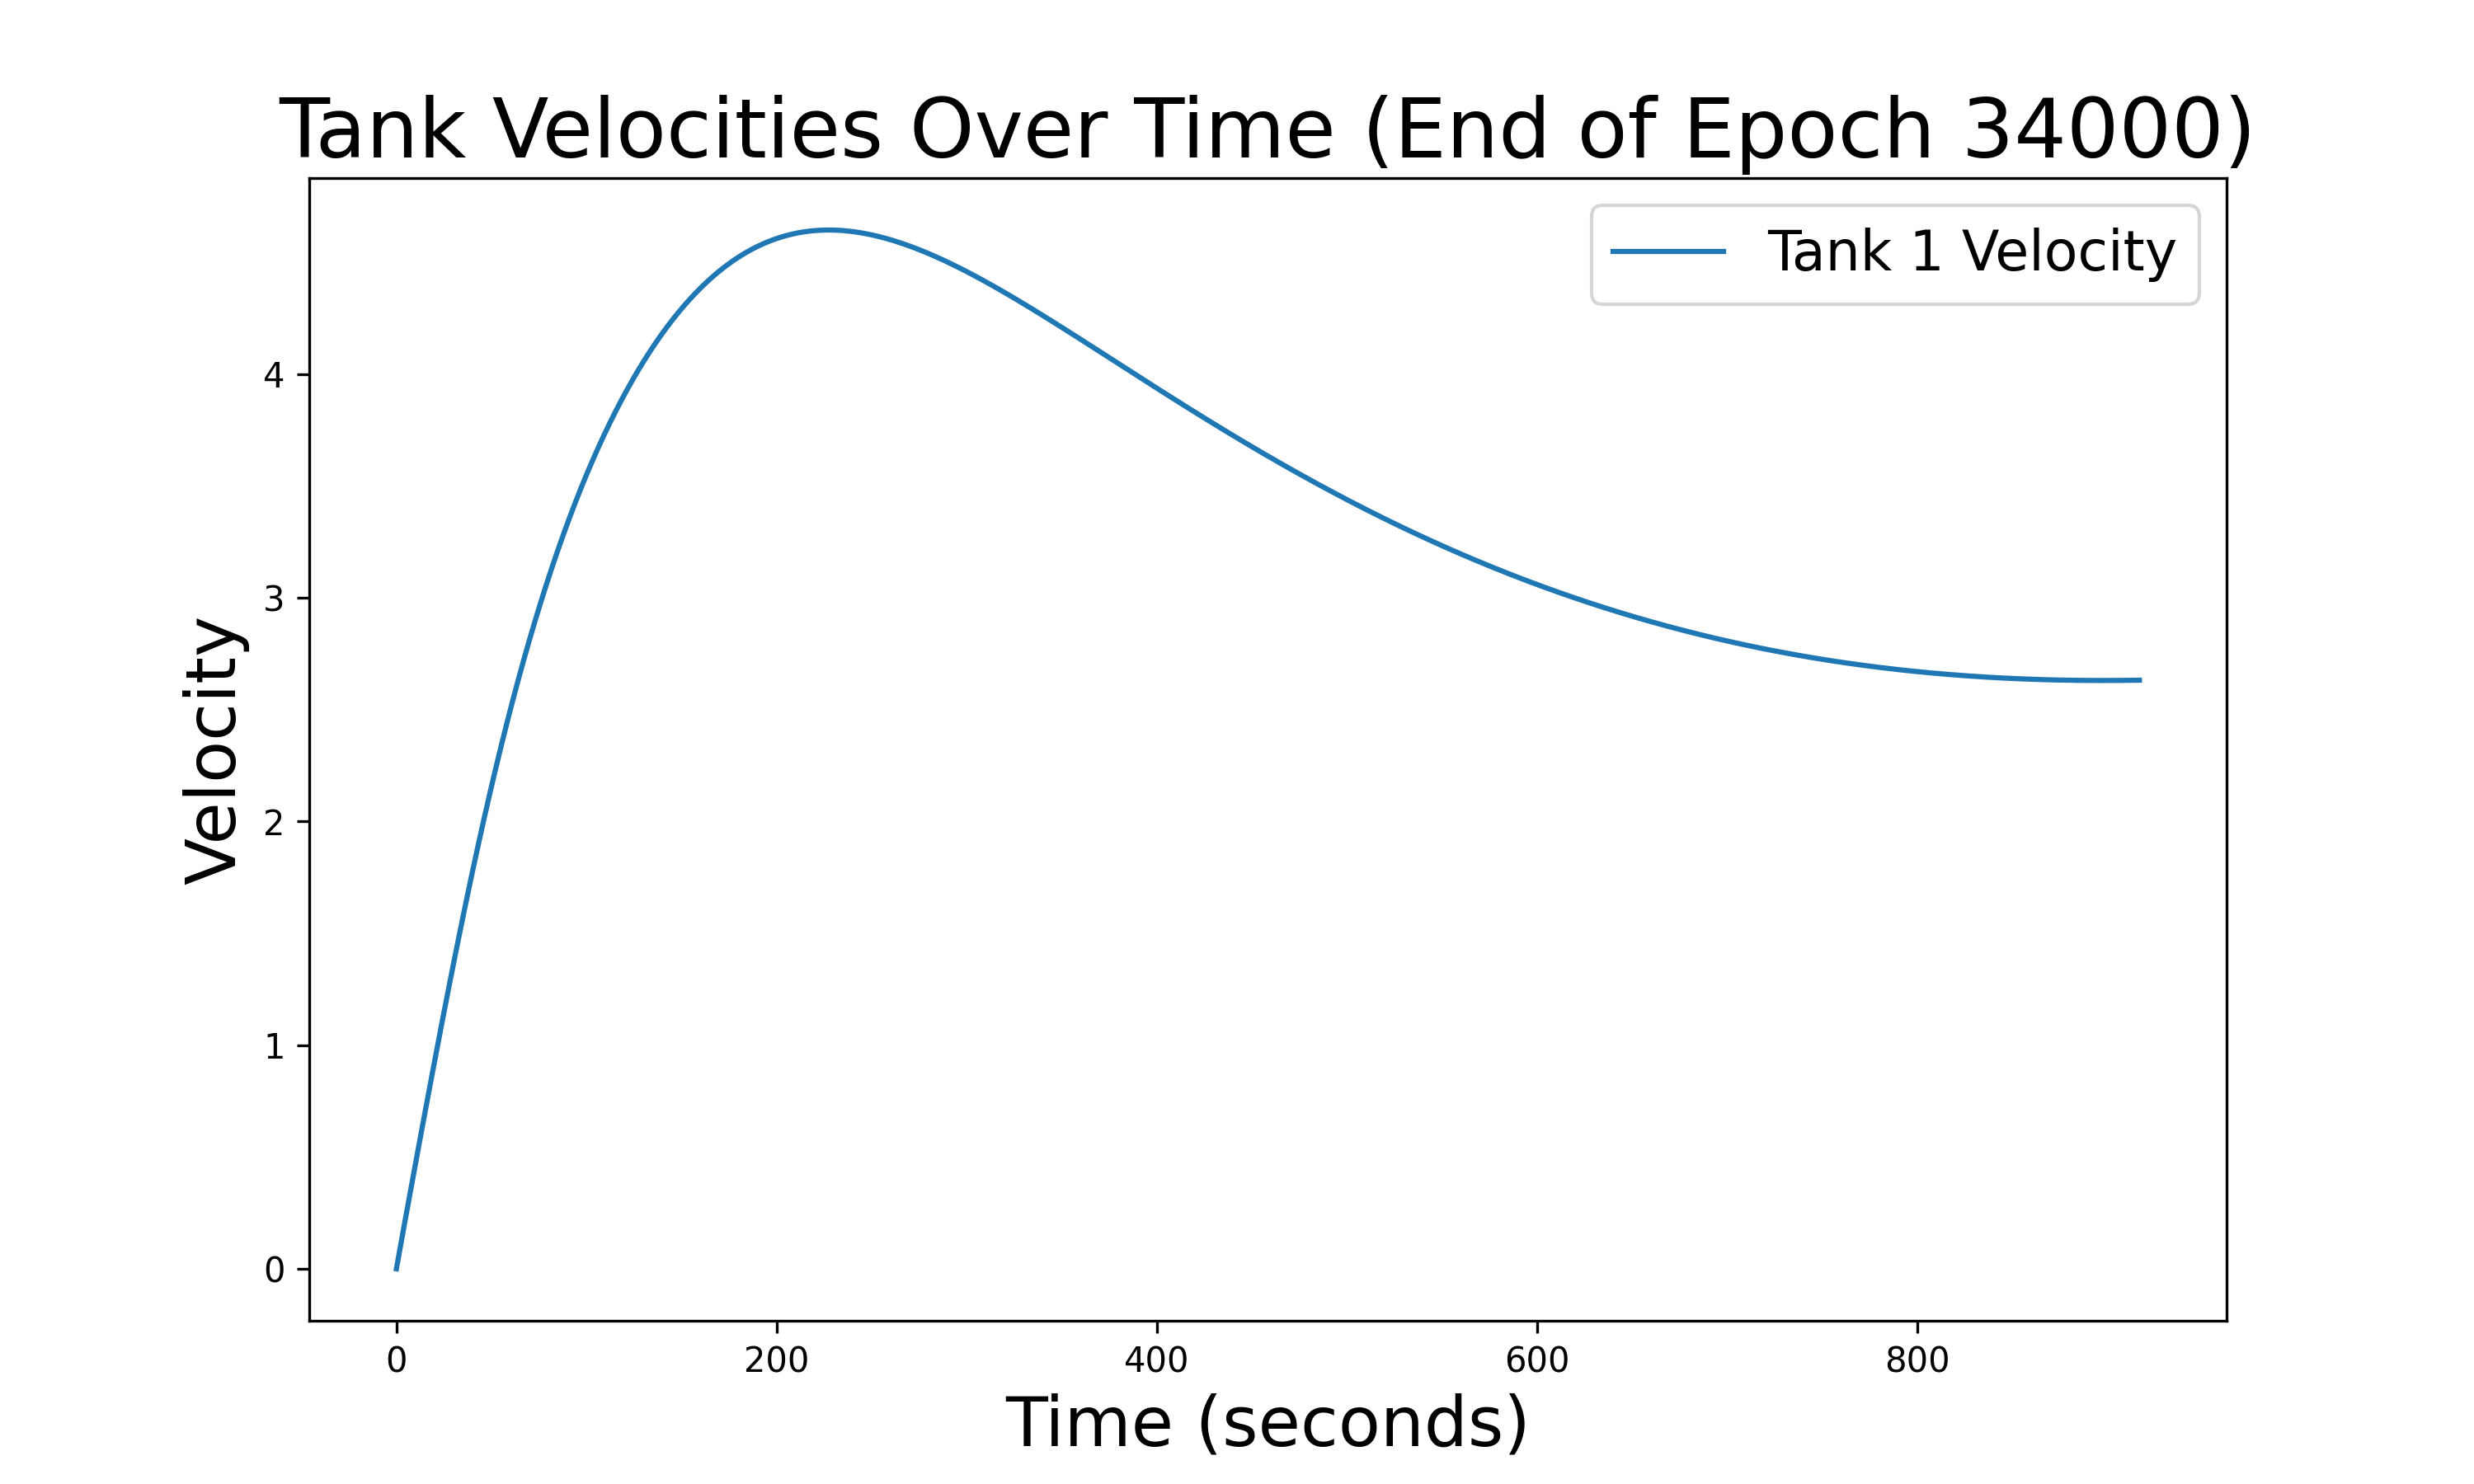 Tank Velocities Over Time (End of Epoch 34000)
Tank 1 Velocity
Velocity
4
3
2
1
0
0 200 400 600 800
Time (seconds)